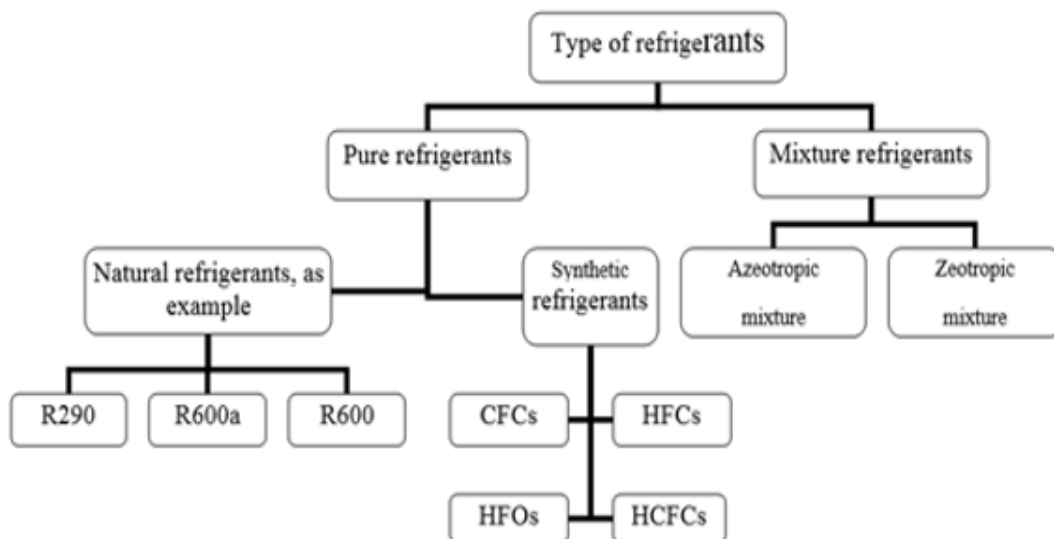 Type of refrigerants
Pure refrigerants
Mixture refrigerants
Natural refrigerants, as
example
Synthetic
refrigerants
Azeotropic
mixture
Zeotropic
mixture
R290
R600a
R600
CFCs
HFCs
HFOs
HCFCs